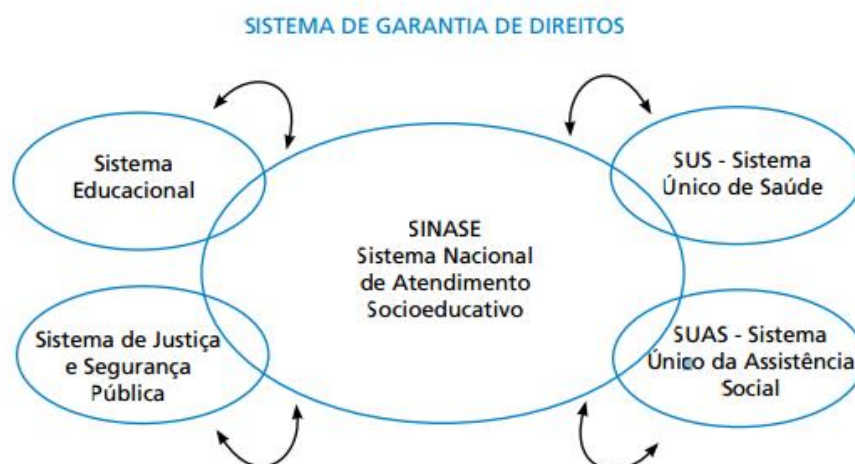 SISTEMA DE GARANTIA DE DIREITOS
Sistema
Educacional
SUS - Sistema
Único de Saúde
SINASE
Sistema Nacional
de Atendimento
Socioeducativo
Sistema de Justiça
e Segurança
Pública
SUAS - Sistema
Único da Assistência
Social